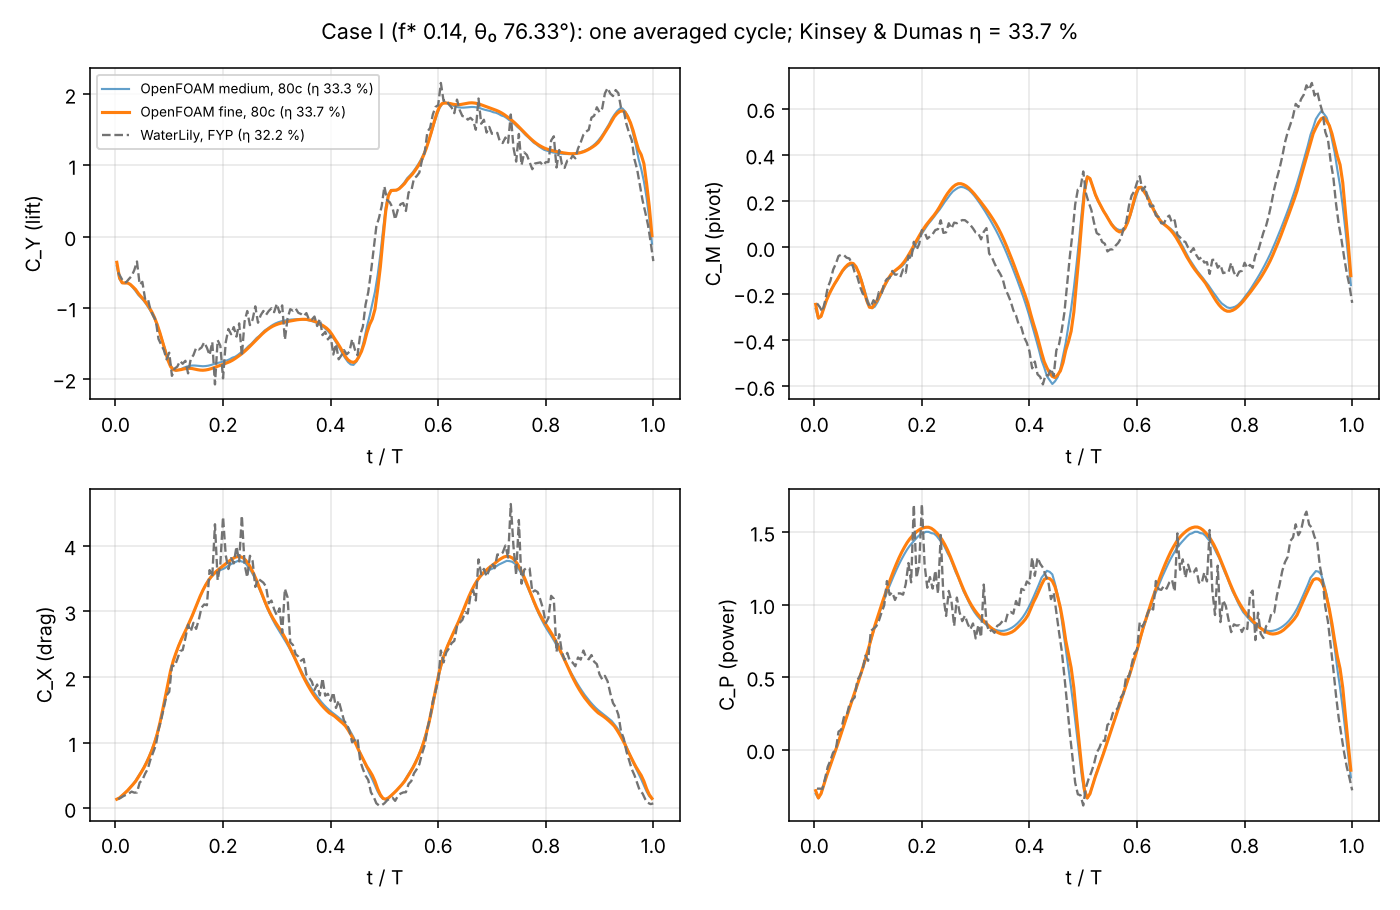 Case I (f* 0.14, θ₀ 76.33°): one averaged cycle; Kinsey & Dumas η = 33.7 %
OpenFOAM medium, 80c (η 33.3 %)
OpenFOAM fine, 80c (η 33.7 %)
WaterLily, FYP (η 32.2 %)
C_Y (lift)
2
1
0
−1
−2
0.0 0.2 0.4 0.6 0.8 1.0
t / T
C_M (pivot)
0.6
0.4
0.2
0.0
−0.2
−0.4
−0.6
0.0 0.2 0.4 0.6 0.8 1.0
t / T
C_X (drag)
4
3
2
1
0
0.0 0.2 0.4 0.6 0.8 1.0
t / T
C_P (power)
1.5
1.0
0.5
0.0
0.0 0.2 0.4 0.6 0.8 1.0
t / T